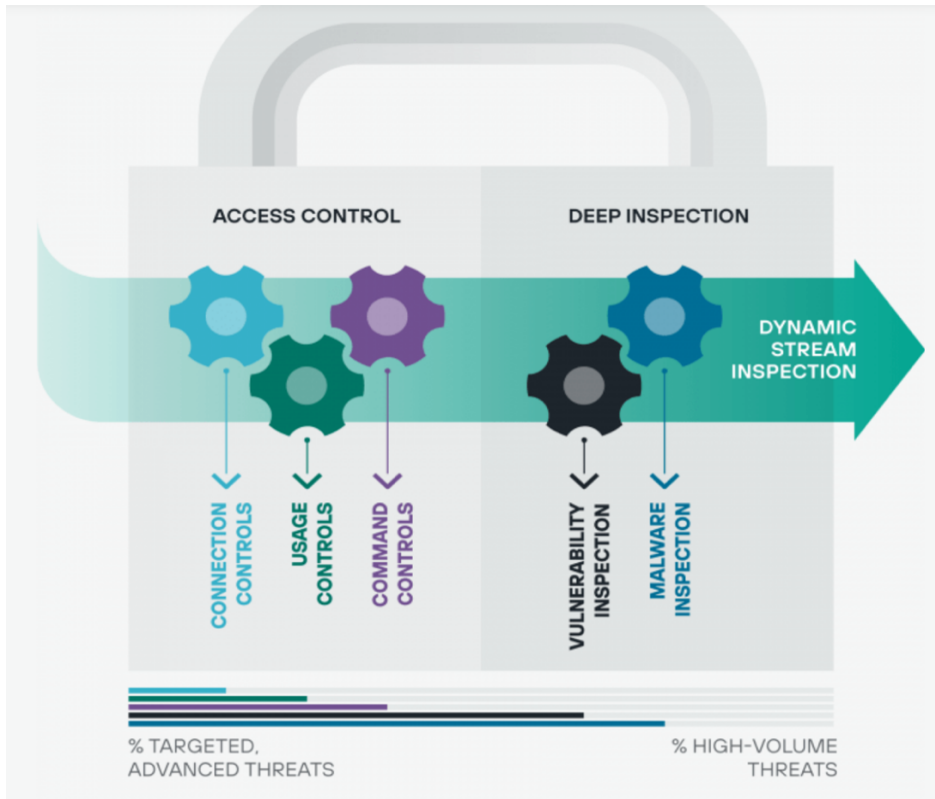 ACCESS CONTROL
DEEP INSPECTION
DYNAMIC
STREAM
INSPECTION
CONNECTION
CONTROLS
USAGE
CONTROLS
COMMAND
CONTROLS
VULNERABILITY
INSPECTION
MALWARE
INSPECTION
% TARGETED,
ADVANCED THREATS
% HIGH-VOLUME
THREATS